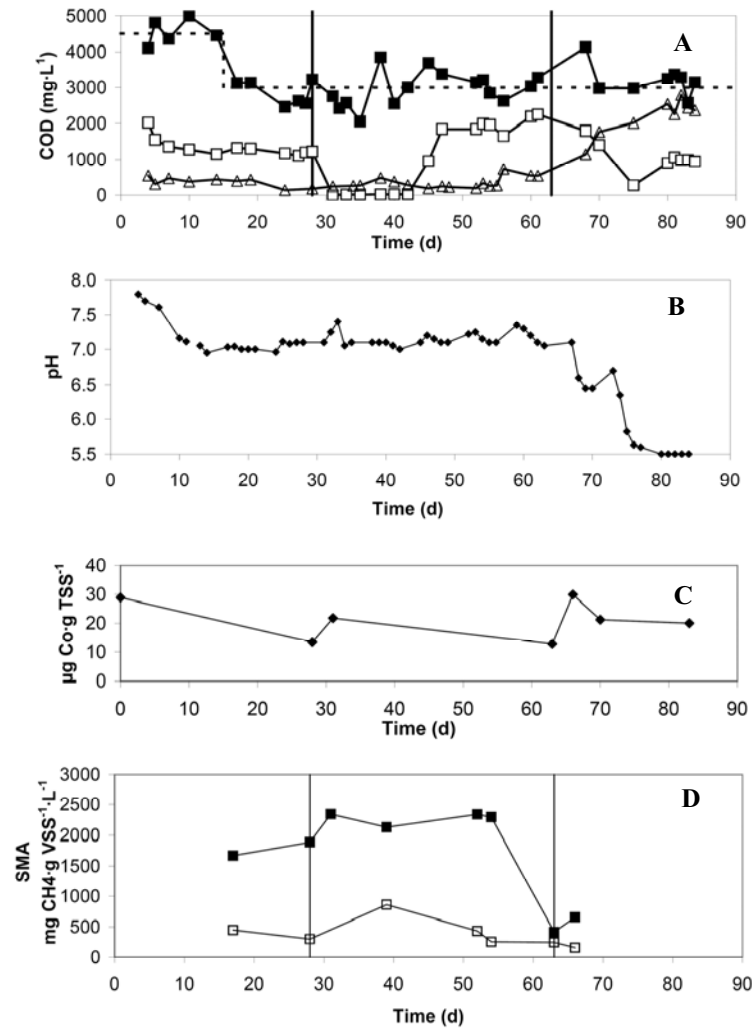 5000
4000
3000
2000
1000
0
COD (mg·L-1)
A
0 10 20 30 40 50 60 70 80 90
Time (d)
8.0
7.5
7.0
6.5
6.0
5.5
pH
B
0 10 20 30 40 50 60 70 80 90
Time (d)
40
30
20
10
0
µg Co·g TSS-1
C
0 10 20 30 40 50 60 70 80 90
Time (d)
3000
2500
2000
1500
1000
500
0
SMA
mg CH4·g VSS-1·L-1
D
0 10 20 30 40 50 60 70 80 90
Time (d)